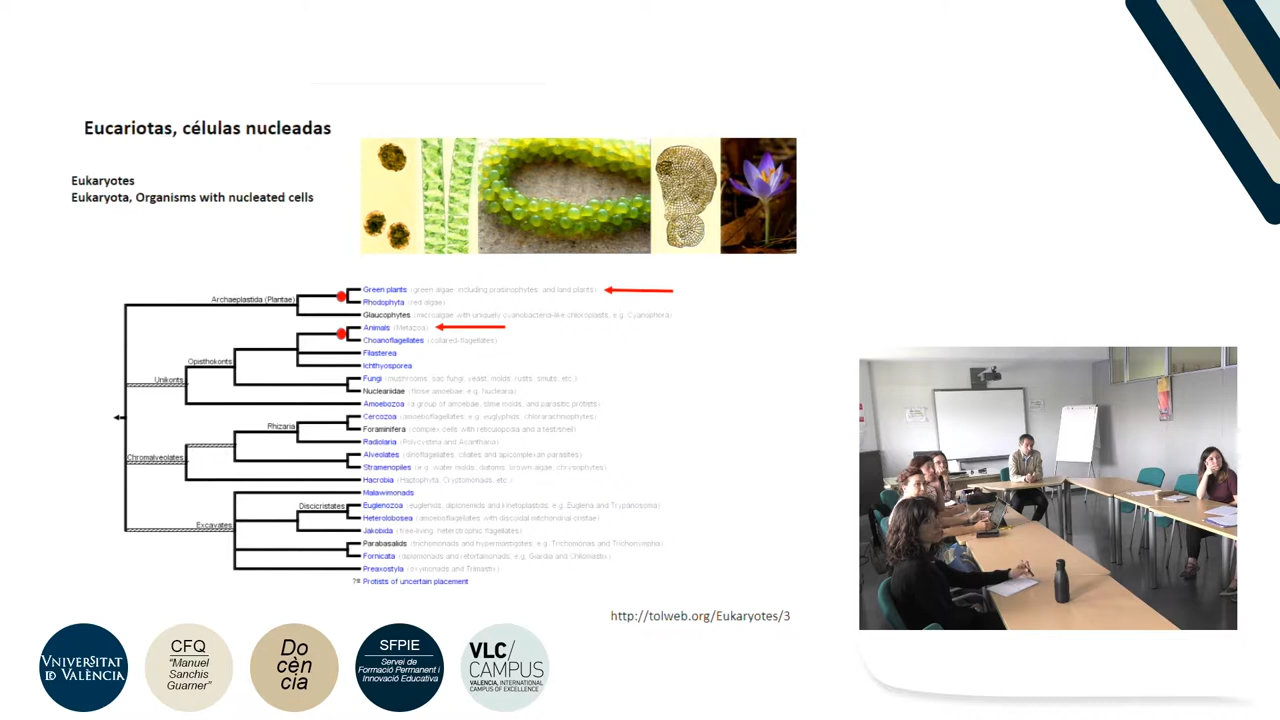 Eucariotas, células nucleadas
Eukaryotes
Eukaryota, Organisms with nucleated cells
Archaeplastida (Plantae)
Green plants (green algae including prasinophytes, and land plants)
Rhodophyta (red algae)
Glaucophytes (microalgae with uniquely cyanobacteria-like chloroplasts, e.g. Cyanophora)
Animals (Metazoa)
Choanoflagellates (collared-flagellates)
Opisthokonts
Filasterea
Ichthyosporea
Unikonts
Fungi (mushrooms, sac fungi, yeast, molds, rusts, smuts, etc.)
Nucleariidae (filose amoebae, e.g. Nuclearia)
Amoebozoa (a group of amoebae, slime molds, and parasitic protists)
Cercozoa (amoeboflagellates, e.g. euglyphids, chlorarachniophytes)
Rhizaria
Foraminifera (complex cells with reticulopodia and a test/shell)
Radiolaria (Polycystina and Acantharia)
Chromalveolates
Alveolates (dinoflagellates, ciliates and apicomplexan parasites)
Stramenopiles (e.g. water molds, diatoms, brown algae, chrysophytes)
Hacrobia (Haptophyta, Cryptomonads, etc.)
Malawimonads
Discicristates
Euglenozoa (euglenids, diplonemids and kinetoplastids, e.g. Euglena and Trypanosoma)
Heterolobosea (amoeboflagellates with discoidal mitochondrial cristae)
Excavates
Jakobida (free-living, heterotrophic flagellates)
Parabasalids (trichomonads and hypermastigotes, e.g. Trichomonas and Trichonympha)
Fornicata (diplomonads and retortamonads, e.g. Giardia and Chilomastix)
Preaxostyla (oxymonads and Trimastix)
?= Protists of uncertain placement
http://tolweb.org/Eukaryotes/3
VNIVERSITAT
ID VALÈNCIA
CFQ
"Manuel
Sanchis
Guarner"
Do
cèn
cia
SFPIE
Servei de
Formació Permanent i
Innovació Educativa
VLC/
CAMPUS
VALENCIA, INTERNATIONAL
CAMPUS OF EXCELLENCE